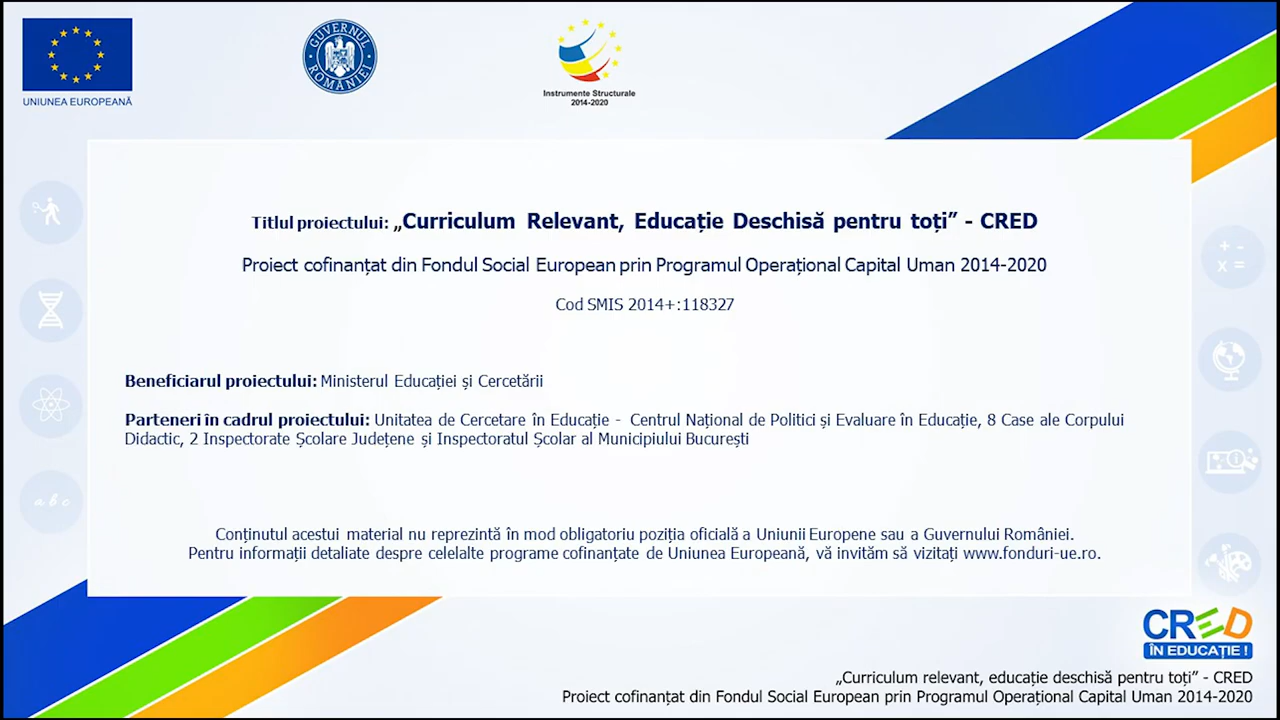 UNIUNEA EUROPEANĂ
GUVERNUL ROMÂNIEI
Instrumente Structurale
2014-2020
Titlul proiectului: „Curriculum Relevant, Educație Deschisă pentru toți” - CRED
Proiect cofinanțat din Fondul Social European prin Programul Operațional Capital Uman 2014-2020
Cod SMIS 2014+:118327
Beneficiarul proiectului: Ministerul Educației și Cercetării
Parteneri în cadrul proiectului: Unitatea de Cercetare în Educație - Centrul Național de Politici și Evaluare în Educație, 8 Case ale Corpului
Didactic, 2 Inspectorate Școlare Județene și Inspectoratul Școlar al Municipiului București
Conținutul acestui material nu reprezintă în mod obligatoriu poziția oficială a Uniunii Europene sau a Guvernului României.
Pentru informații detaliate despre celelalte programe cofinanțate de Uniunea Europeană, vă invităm să vizitați www.fonduri-ue.ro.
+ -
x =
a b c
CRED
ÎN EDUCAȚIE !
„Curriculum relevant, educație deschisă pentru toți” - CRED
Proiect cofinanțat din Fondul Social European prin Programul Operațional Capital Uman 2014-2020